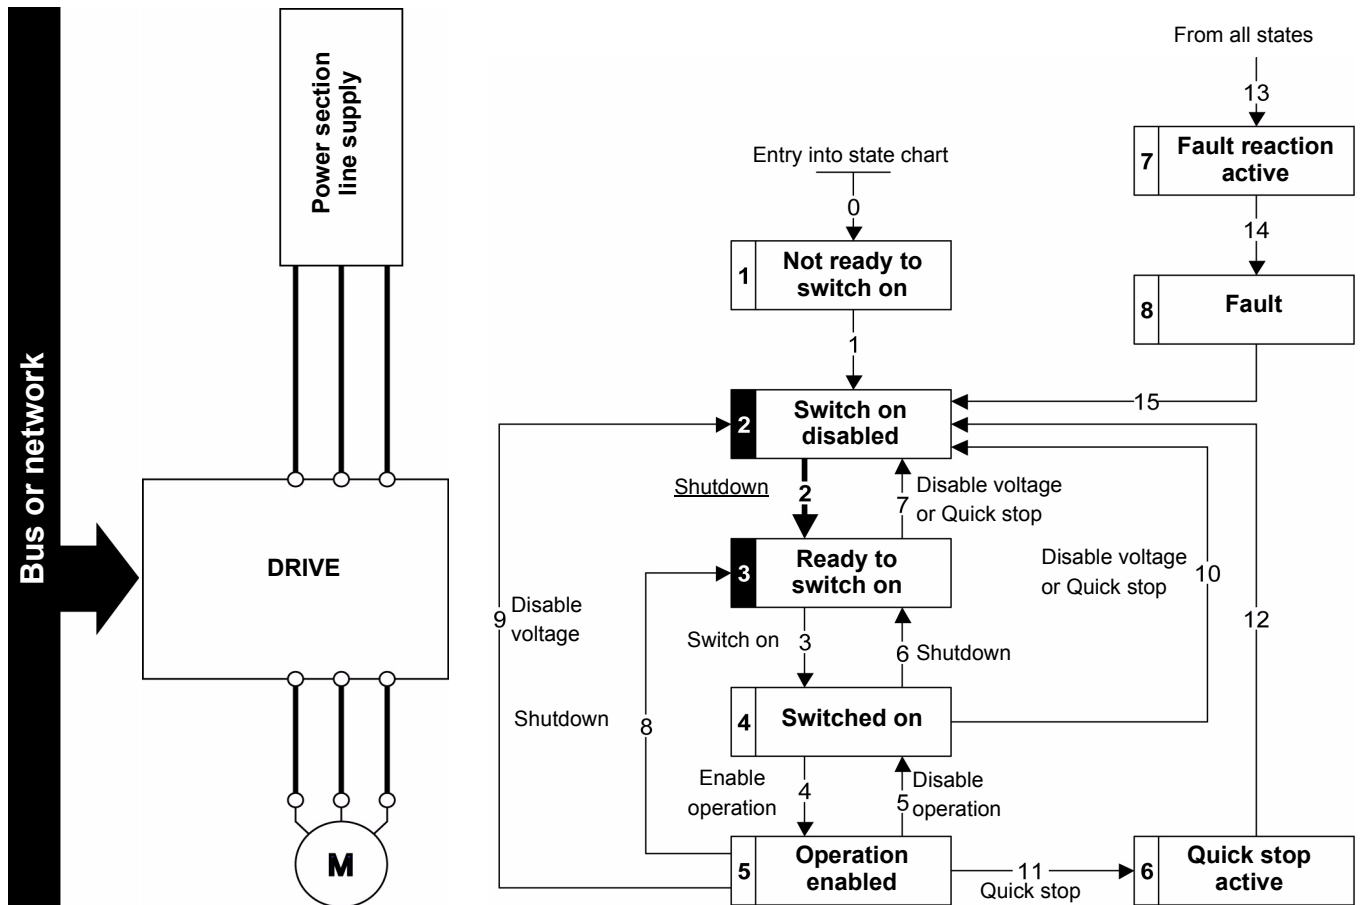 Bus or network
Power section
line supply
DRIVE
M
From all states
13
7
Fault reaction
active
14
8
Fault
15
Entry into state chart
0
1
Not ready to
switch on
1
2
Switch on
disabled
Shutdown
2
7
Disable voltage
or Quick stop
3
Ready to
switch on
Disable voltage
or Quick stop
10
12
9
Disable
voltage
Switch on
3
6
Shutdown
Shutdown
8
4
Switched on
Enable
operation
4
5
Disable
operation
5
Operation
enabled
11
Quick stop
6
Quick stop
active